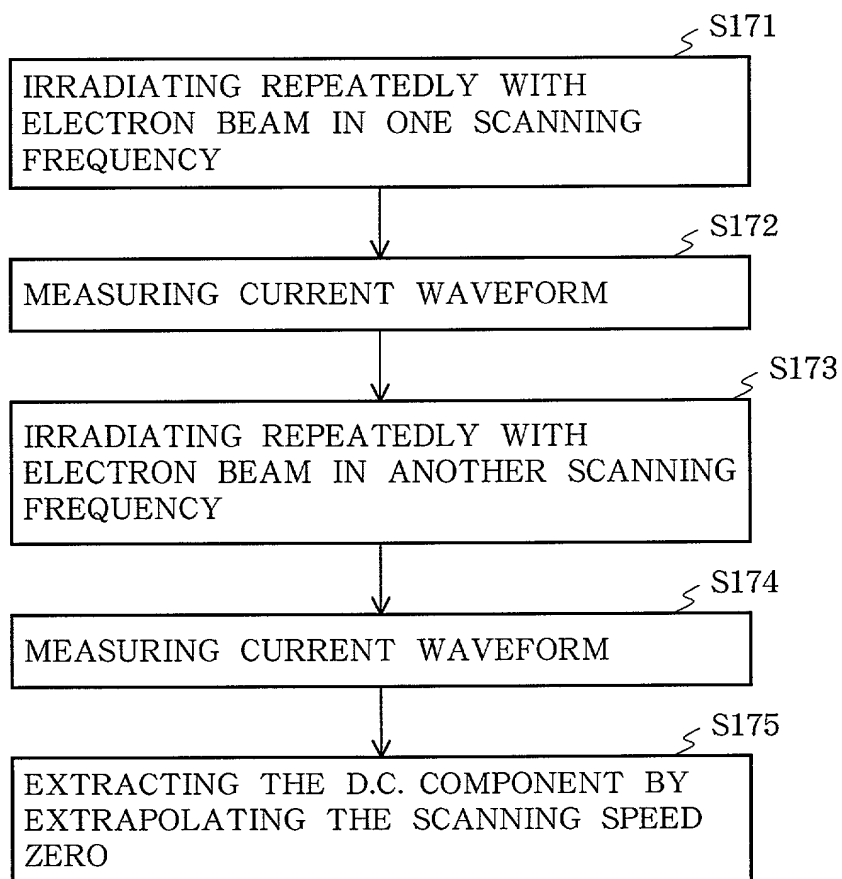 S171
IRRADIATING REPEATEDLY WITH
ELECTRON BEAM IN ONE SCANNING
FREQUENCY
S172
MEASURING CURRENT WAVEFORM
S173
IRRADIATING REPEATEDLY WITH
ELECTRON BEAM IN ANOTHER SCANNING
FREQUENCY
S174
MEASURING CURRENT WAVEFORM
S175
EXTRACTING THE D.C. COMPONENT BY
EXTRAPOLATING THE SCANNING SPEED
ZERO